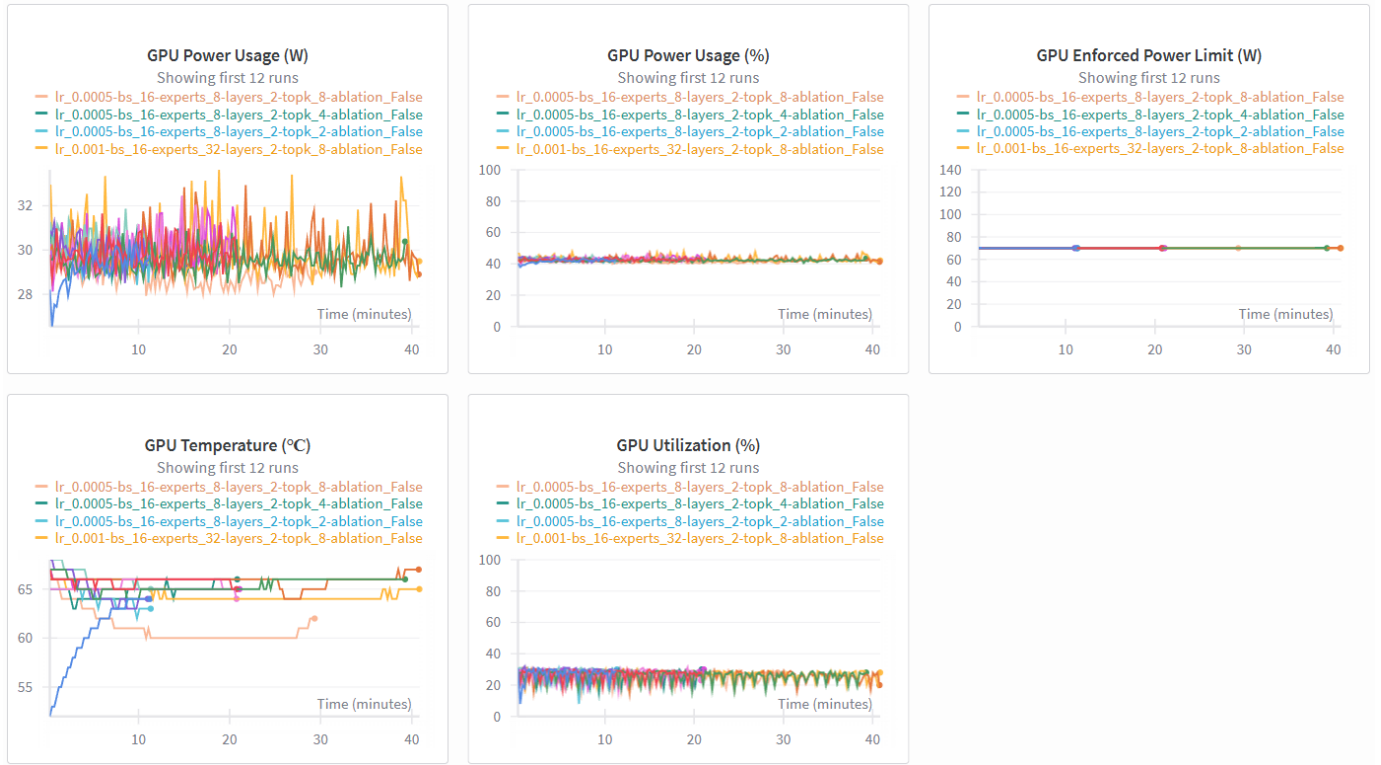 GPU Power Usage (W)
Showing first 12 runs
lr_0.0005-bs_16-experts_8-layers_2-topk_8-ablation_False
lr_0.0005-bs_16-experts_8-layers_2-topk_4-ablation_False
lr_0.0005-bs_16-experts_8-layers_2-topk_2-ablation_False
lr_0.001-bs_16-experts_32-layers_2-topk_8-ablation_False
32
30
28
Time (minutes)
10 20 30 40
GPU Power Usage (%)
Showing first 12 runs
lr_0.0005-bs_16-experts_8-layers_2-topk_8-ablation_False
lr_0.0005-bs_16-experts_8-layers_2-topk_4-ablation_False
lr_0.0005-bs_16-experts_8-layers_2-topk_2-ablation_False
lr_0.001-bs_16-experts_32-layers_2-topk_8-ablation_False
100
80
60
40
20
0
Time (minutes)
10 20 30 40
GPU Enforced Power Limit (W)
Showing first 12 runs
lr_0.0005-bs_16-experts_8-layers_2-topk_8-ablation_False
lr_0.0005-bs_16-experts_8-layers_2-topk_4-ablation_False
lr_0.0005-bs_16-experts_8-layers_2-topk_2-ablation_False
lr_0.001-bs_16-experts_32-layers_2-topk_8-ablation_False
140
120
100
80
60
40
20
0
Time (minutes)
10 20 30 40
GPU Temperature (℃)
Showing first 12 runs
lr_0.0005-bs_16-experts_8-layers_2-topk_8-ablation_False
lr_0.0005-bs_16-experts_8-layers_2-topk_4-ablation_False
lr_0.0005-bs_16-experts_8-layers_2-topk_2-ablation_False
lr_0.001-bs_16-experts_32-layers_2-topk_8-ablation_False
65
60
55
Time (minutes)
10 20 30 40
GPU Utilization (%)
Showing first 12 runs
lr_0.0005-bs_16-experts_8-layers_2-topk_8-ablation_False
lr_0.0005-bs_16-experts_8-layers_2-topk_4-ablation_False
lr_0.0005-bs_16-experts_8-layers_2-topk_2-ablation_False
lr_0.001-bs_16-experts_32-layers_2-topk_8-ablation_False
100
80
60
40
20
0
Time (minutes)
10 20 30 40